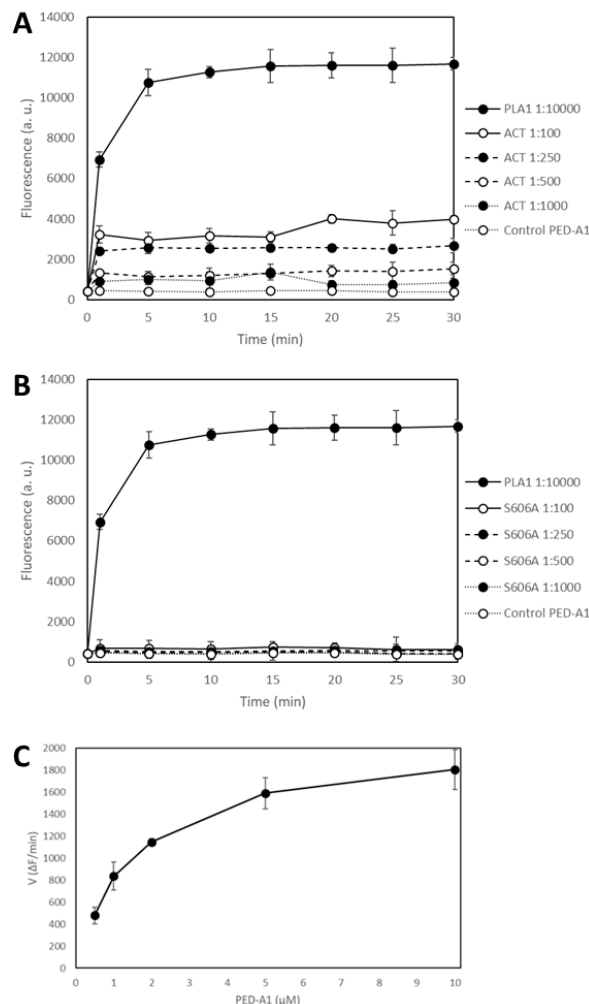 A
14000
12000
10000
8000
6000
4000
2000
0
Fluorescence (a. u.)
0 5 10 15 20 25 30
Time (min)
PLA1 1:10000
ACT 1:100
ACT 1:250
ACT 1:500
ACT 1:1000
Control PED-A1
B
14000
12000
10000
8000
6000
4000
2000
0
Fluorescence (a. u.)
0 5 10 15 20 25 30
Time (min)
PLA1 1:10000
S606A 1:100
S606A 1:250
S606A 1:500
S606A 1:1000
Control PED-A1
C
2000
1800
1600
1400
1200
1000
800
600
400
200
0
V (ΔF/min)
0 1 2 3 4 5 6 7 8 9 10
PED-A1 (μM)